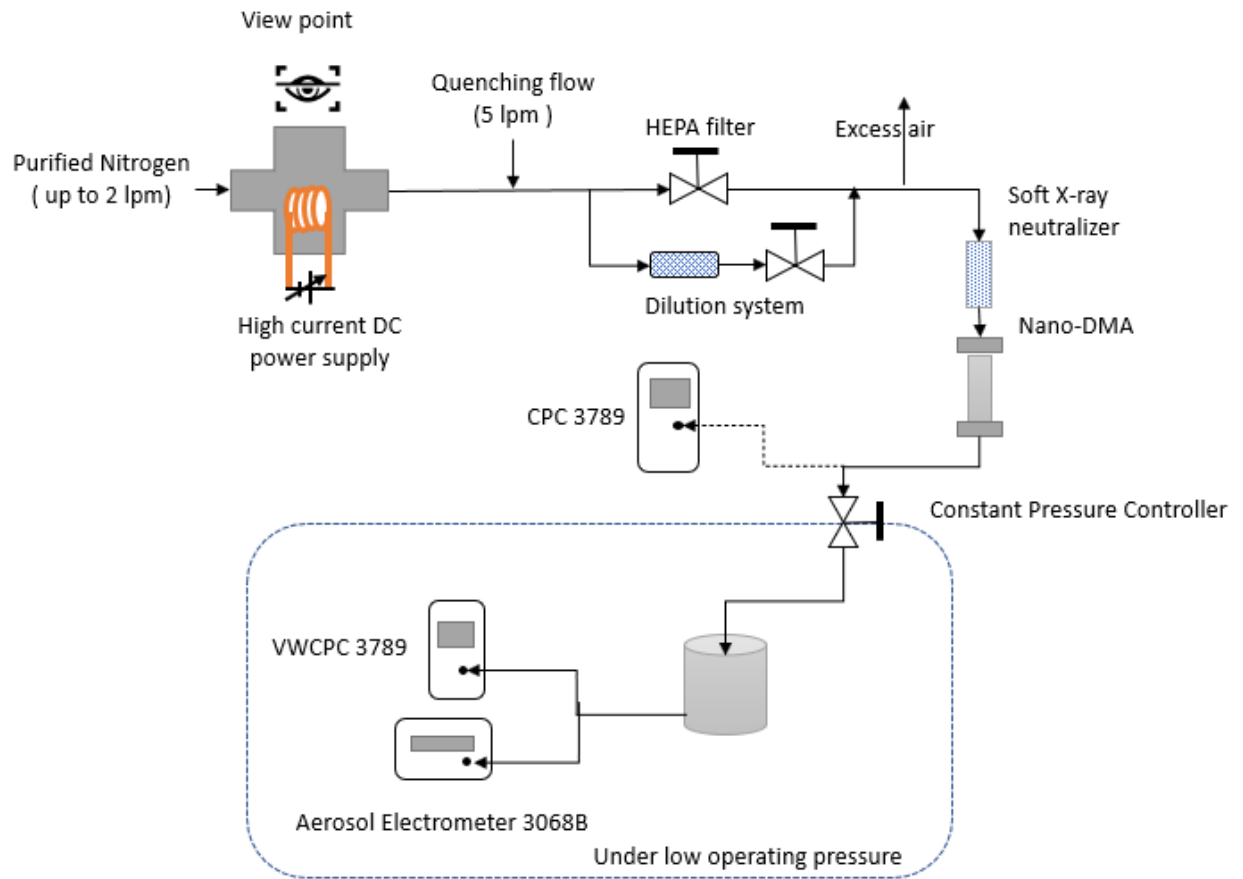 View point
Quenching flow
(5 lpm )
HEPA filter
Excess air
Purified Nitrogen
( up to 2 lpm)
Soft X-ray
neutralizer
Dilution system
High current DC
power supply
Nano-DMA
CPC 3789
Constant Pressure Controller
VWCPC 3789
Aerosol Electrometer 3068B
Under low operating pressure